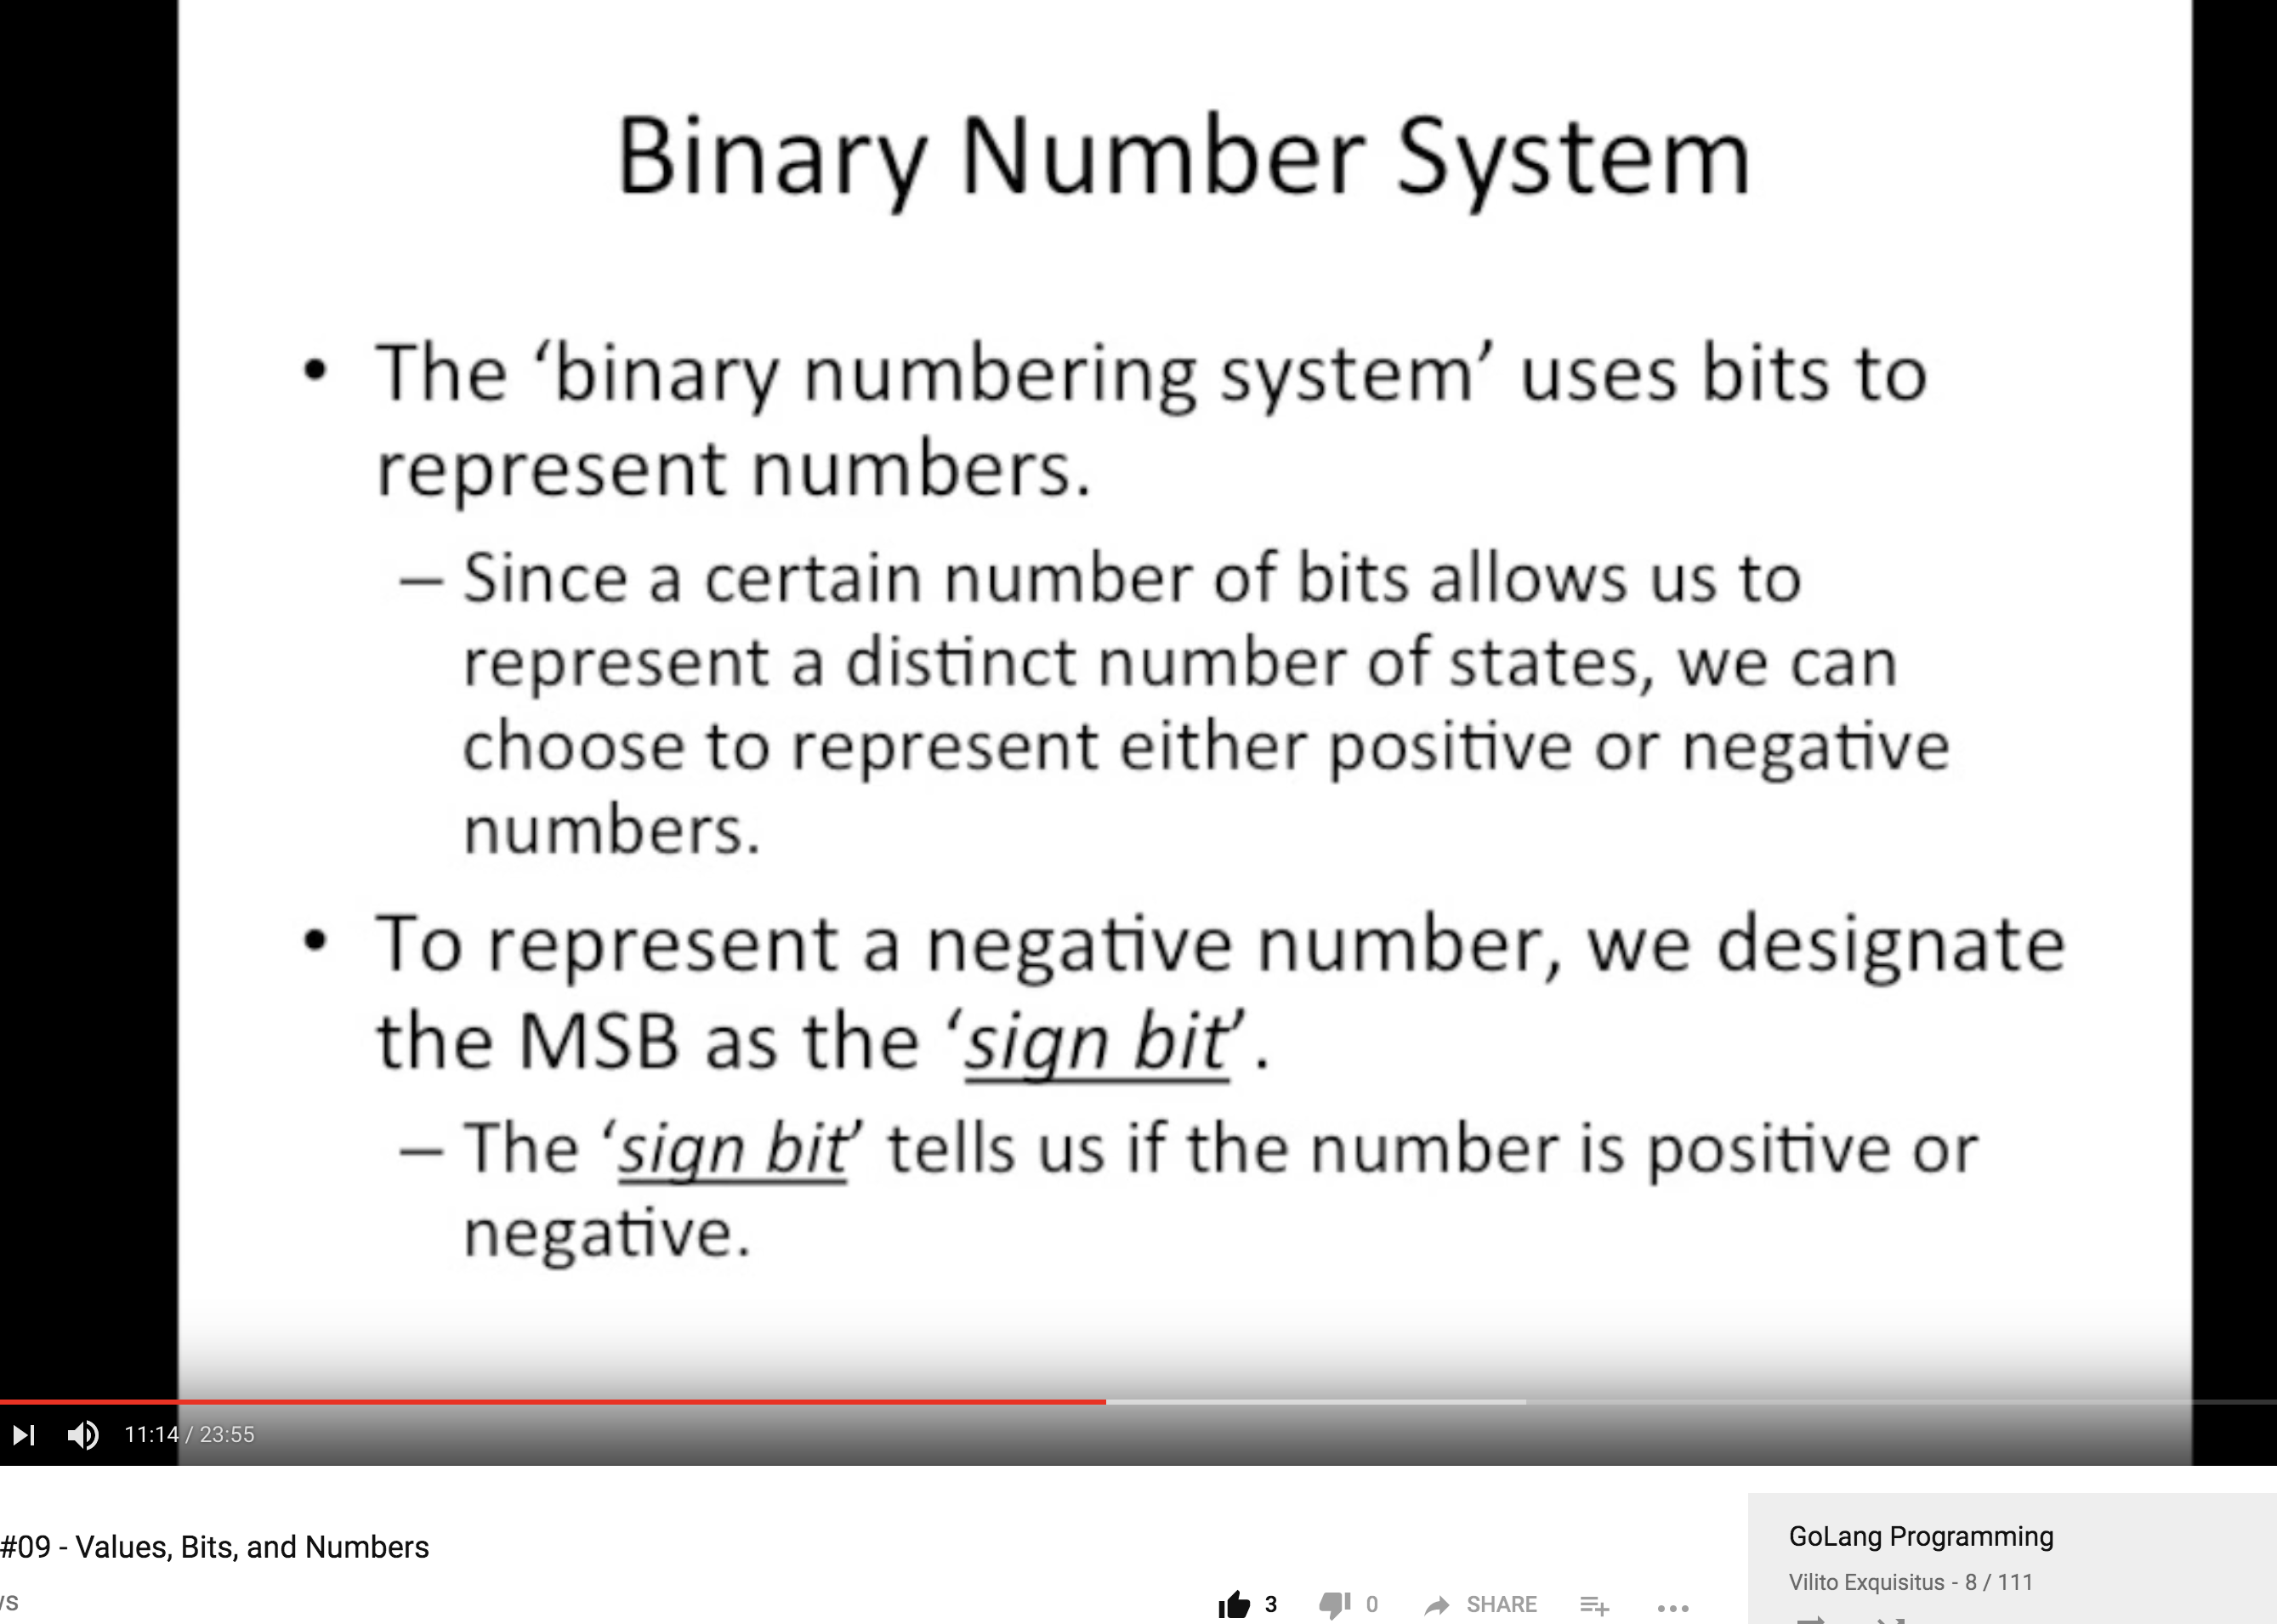 Binary Number System
• The ‘binary numbering system’ uses bits to
represent numbers.
– Since a certain number of bits allows us to
represent a distinct number of states, we can
choose to represent either positive or negative
numbers.
• To represent a negative number, we designate
the MSB as the ‘sign bit’.
– The ‘sign bit’ tells us if the number is positive or
negative.
11:14 / 23:55
#09 - Values, Bits, and Numbers
3 0 SHARE
GoLang Programming
Vilito Exquisitus - 8 / 111